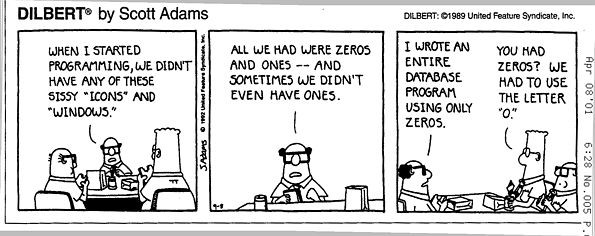 DILBERT® by Scott Adams
DILBERT: ©1989 United Feature Syndicate, Inc.
WHEN I STARTED
PROGRAMMING, WE DIDN'T
HAVE ANY OF THESE
SISSY "ICONS" AND
"WINDOWS."
S.Adams
© 1992 United Feature Syndicate, Inc.
ALL WE HAD WERE ZEROS
AND ONES -- AND
SOMETIMES WE DIDN'T
EVEN HAVE ONES.
4-8
I WROTE AN
ENTIRE
DATABASE
PROGRAM
USING ONLY
ZEROS.
YOU HAD
ZEROS? WE
HAD TO USE
THE LETTER
"O."
Apr 08'01 6:28 No.005 P.